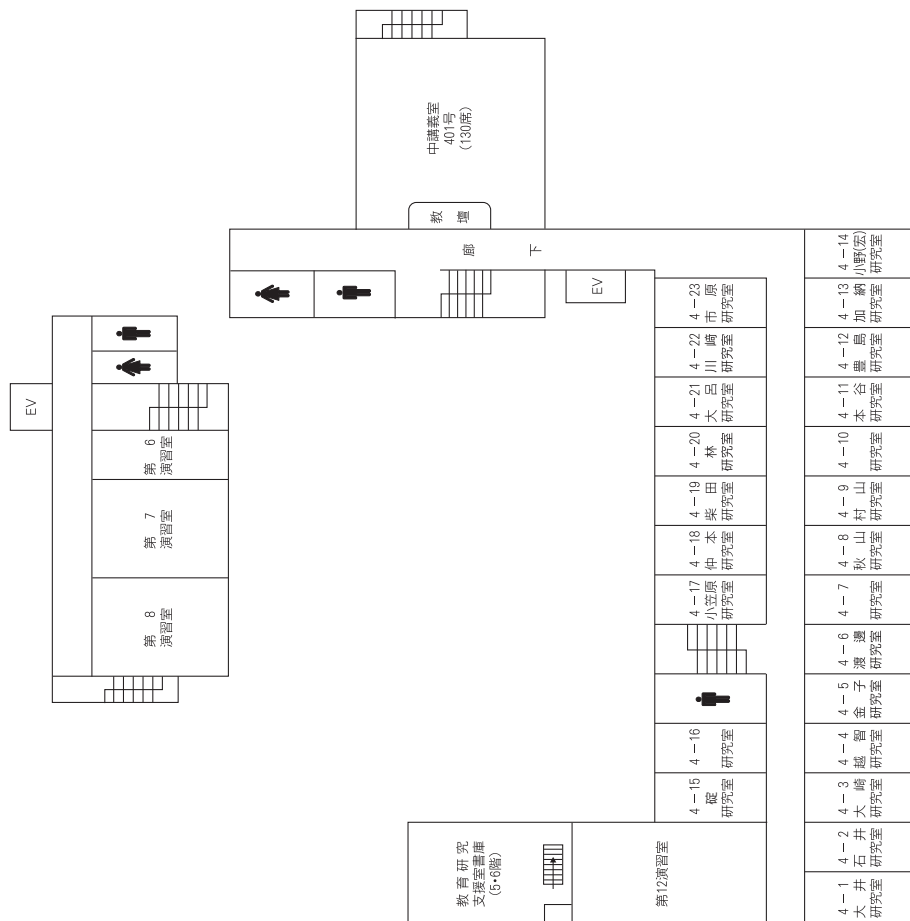 中講義室
401号
(130席)
教壇
廊下
EV
EV
第6
演習室
第7
演習室
第8
演習室
4-23
市原
研究室
4-22
川﨑
研究室
4-21
大呂
研究室
4-20
林
研究室
4-19
柴田
研究室
4-18
仲本
研究室
4-17
小笠原
研究室
4-16
研究室
4-15
碇
研究室
4-14
小野(宏)
研究室
4-13
加納
研究室
4-12
豊島
研究室
4-11
本谷
研究室
4-10
研究室
4-9
村山
研究室
4-8
秋山
研究室
4-7
研究室
4-6
渡邊
研究室
4-5
金子
研究室
4-4
越智
研究室
4-3
大崎
研究室
4-2
石井
研究室
4-1
大井
研究室
教育研究
支援室書庫
(5・6階)
第12演習室